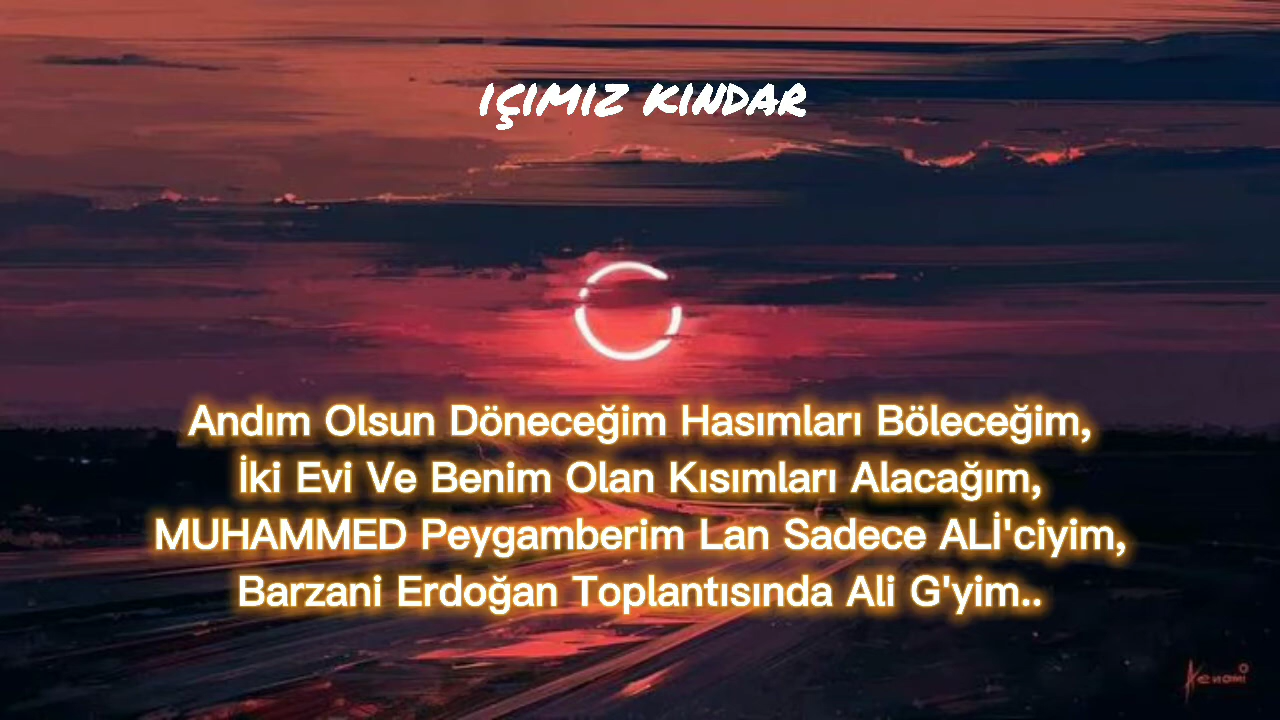 IÇIMIZ KINDAR
Andım Olsun Döneceğim Hasımları Böleceğim,
İki Evi Ve Benim Olan Kısımları Alacağım,
MUHAMMED Peygamberim Lan Sadece ALİ'ciyim,
Barzani Erdoğan Toplantısında Ali G'yim..
Aenami